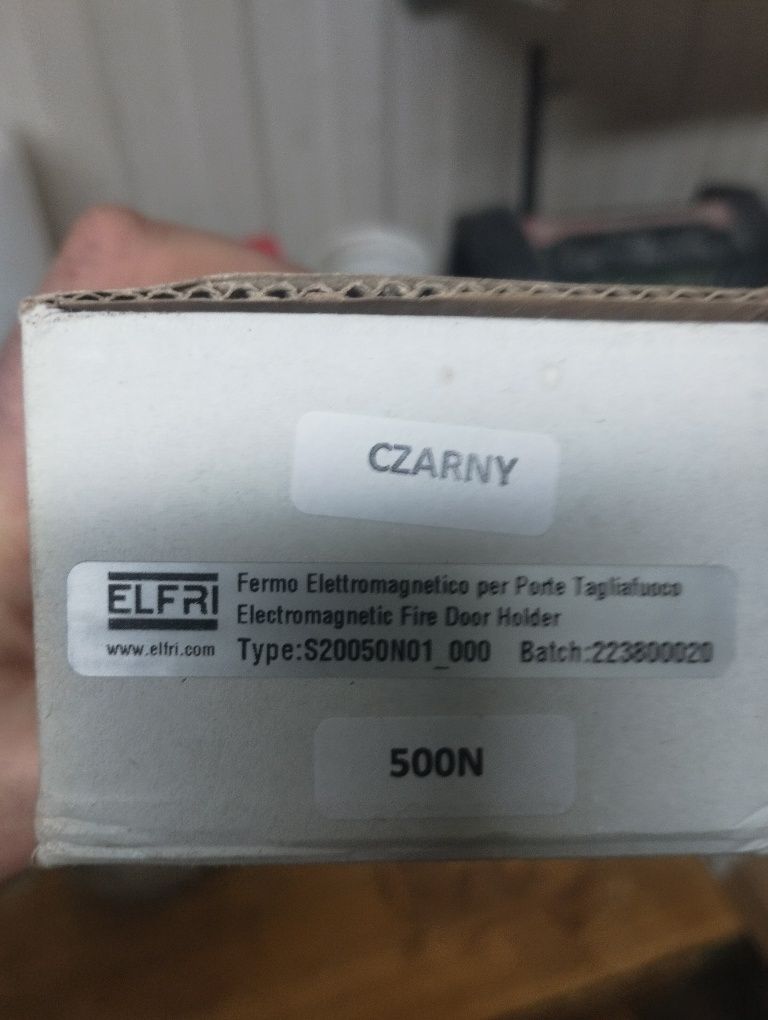 CZARNY
ELFRI
www.elfri.com
Fermo Elettromagnetico per Porte Tagliafuoco
Electromagnetic Fire Door Holder
Type:S20050N01_000 Batch:223800020
500N